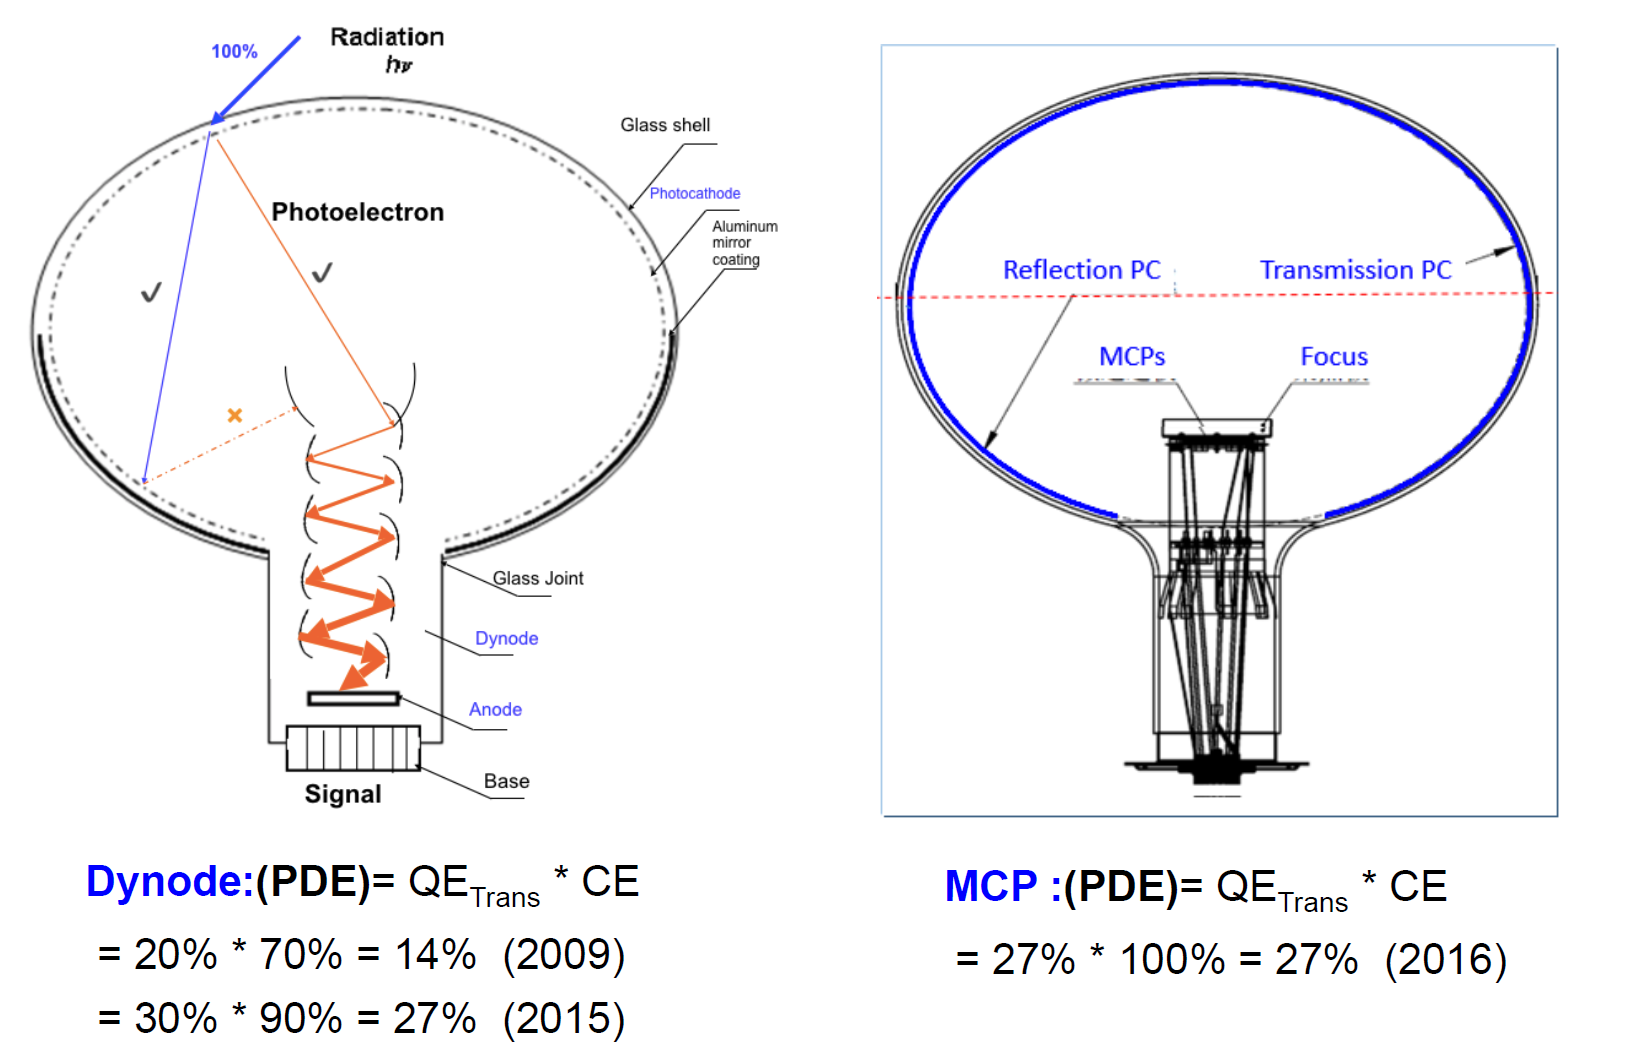 100%
Radiation
hν
Glass shell
Photocathode
Aluminum
mirror
coating
Photoelectron
Glass Joint
Dynode
Anode
Base
Signal
Reflection PC
Transmission PC
MCPs
Focus
Dynode:(PDE)= QE_Trans * CE
= 20% * 70% = 14% (2009)
= 30% * 90% = 27% (2015)
MCP :(PDE)= QE_Trans * CE
= 27% * 100% = 27% (2016)